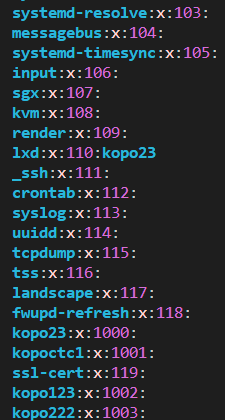 systemd-resolve:x:103:
messagebus:x:104:
systemd-timesync:x:105:
input:x:106:
sgx:x:107:
kvm:x:108:
render:x:109:
lxd:x:110:kopo23
_ssh:x:111:
crontab:x:112:
syslog:x:113:
uuidd:x:114:
tcpdump:x:115:
tss:x:116:
landscape:x:117:
fwupd-refresh:x:118:
kopo23:x:1000:
kopoctcl:x:1001:
ssl-cert:x:119:
kopol23:x:1002:
kopo222:x:1003: